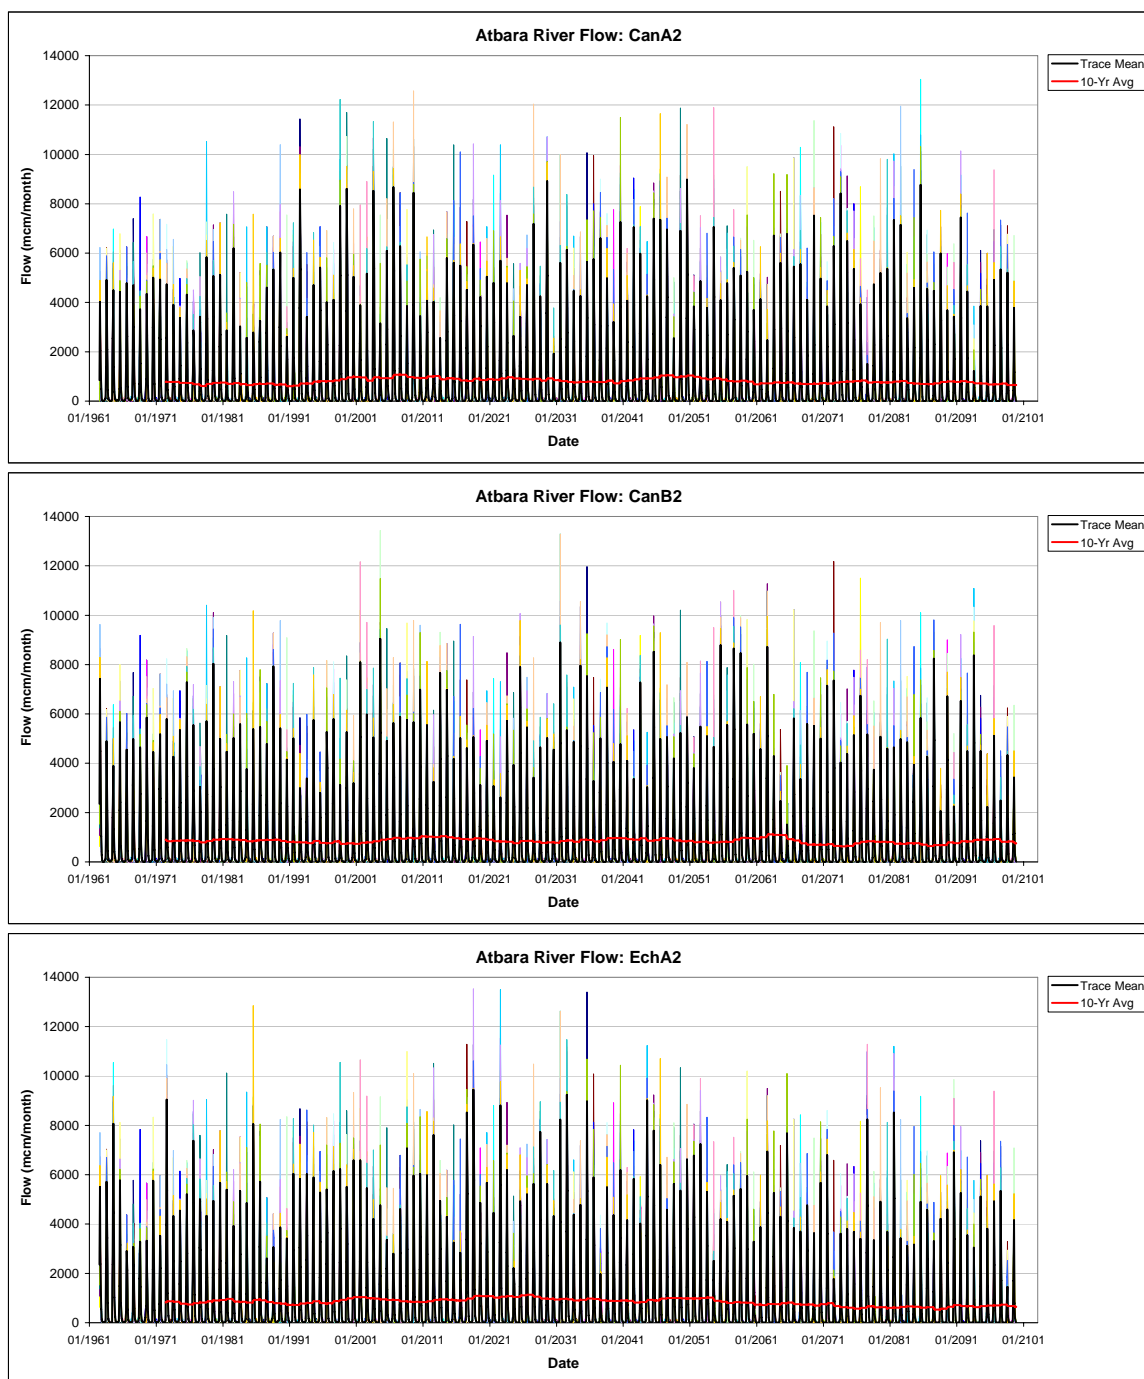 Atbara River Flow: CanA2
14000
12000
10000
8000
6000
4000
2000
0
Flow (mcm/month)
01/1961 01/1971 01/1981 01/1991 01/2001 01/2011 01/2021 01/2031 01/2041 01/2051 01/2061 01/2071 01/2081 01/2091 01/2101
Date
Trace Mean
10-Yr Avg
Atbara River Flow: CanB2
14000
12000
10000
8000
6000
4000
2000
0
Flow (mcm/month)
01/1961 01/1971 01/1981 01/1991 01/2001 01/2011 01/2021 01/2031 01/2041 01/2051 01/2061 01/2071 01/2081 01/2091 01/2101
Date
Trace Mean
10-Yr Avg
Atbara River Flow: EchA2
14000
12000
10000
8000
6000
4000
2000
0
Flow (mcm/month)
01/1961 01/1971 01/1981 01/1991 01/2001 01/2011 01/2021 01/2031 01/2041 01/2051 01/2061 01/2071 01/2081 01/2091 01/2101
Date
Trace Mean
10-Yr Avg